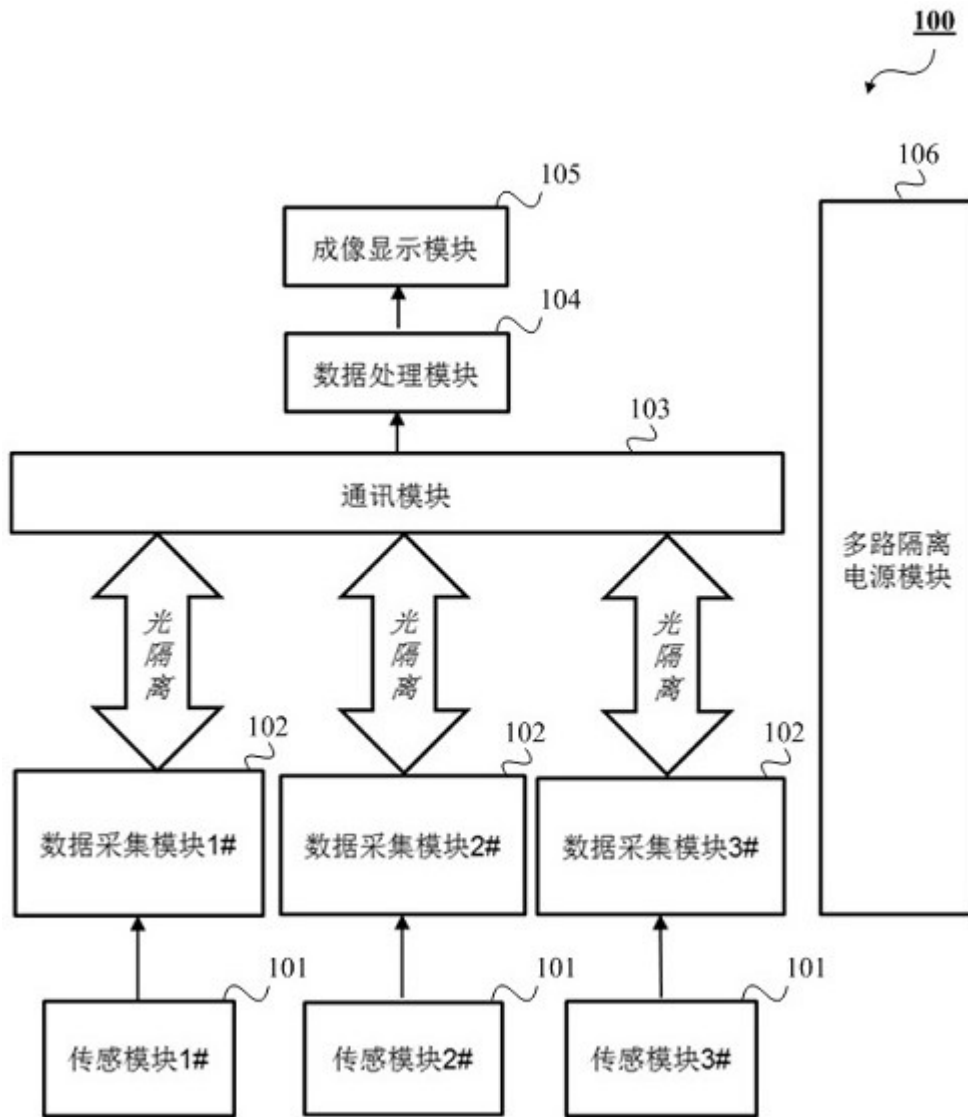 100
106
105
成像显示模块
104
数据处理模块
103
通讯模块
多路隔离
电源模块
光
隔
离
光
隔
离
光
隔
离
102
102
102
数据采集模块1#
数据采集模块2#
数据采集模块3#
101
101
101
传感模块1#
传感模块2#
传感模块3#